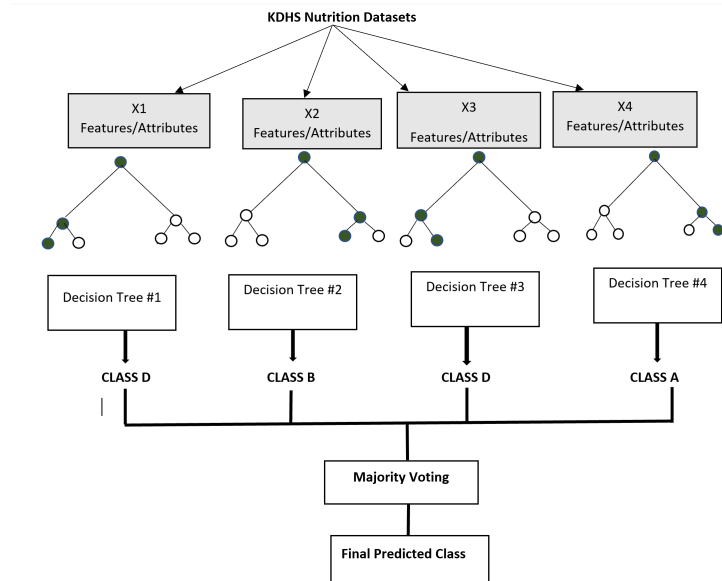 KDHS Nutrition Datasets
X1
Features/Attributes
X2
Features/Attributes
X3
Features/Attributes
X4
Features/Attributes
Decision Tree #1
Decision Tree #2
Decision Tree #3
Decision Tree #4
CLASS D
CLASS B
CLASS D
CLASS A
Majority Voting
Final Predicted Class